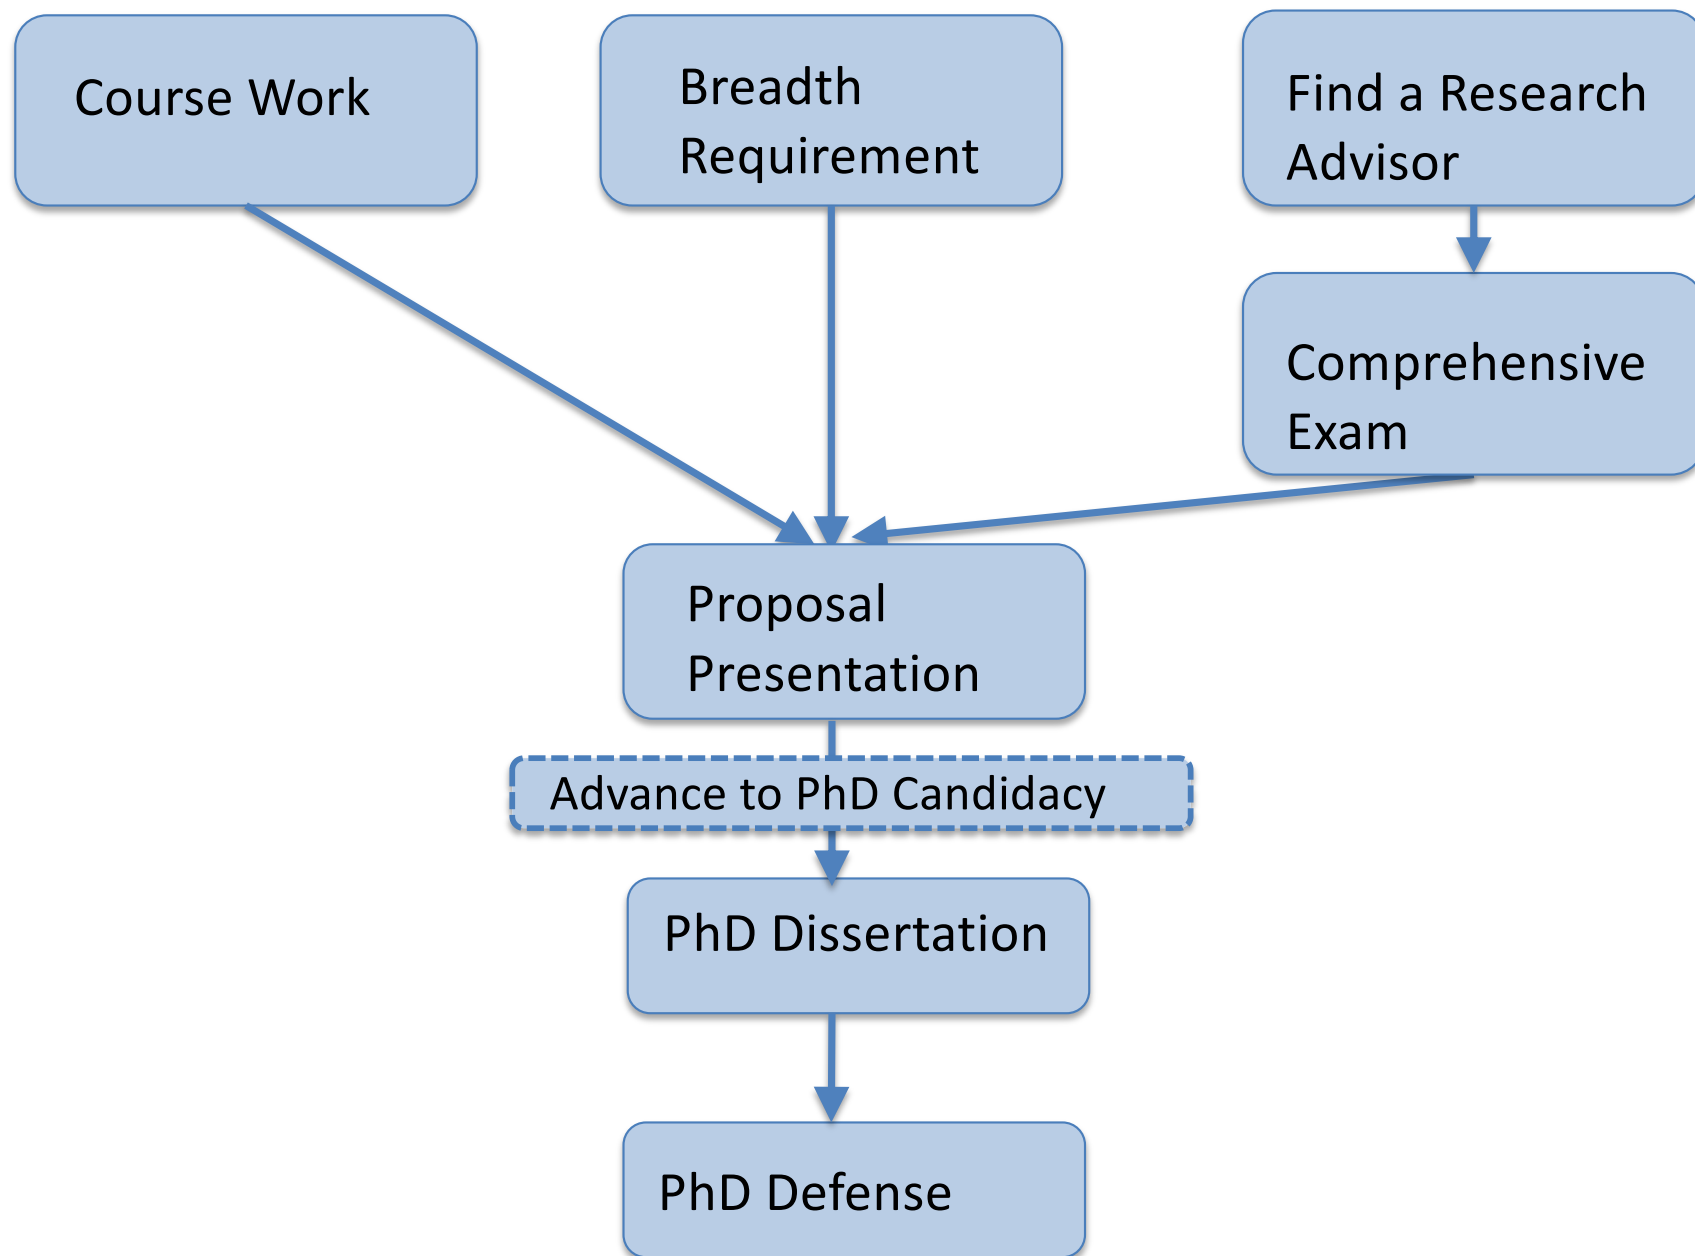 Course Work
Breadth
Requirement
Find a Research
Advisor
Comprehensive
Exam
Proposal
Presentation
Advance to PhD Candidacy
PhD Dissertation
PhD Defense